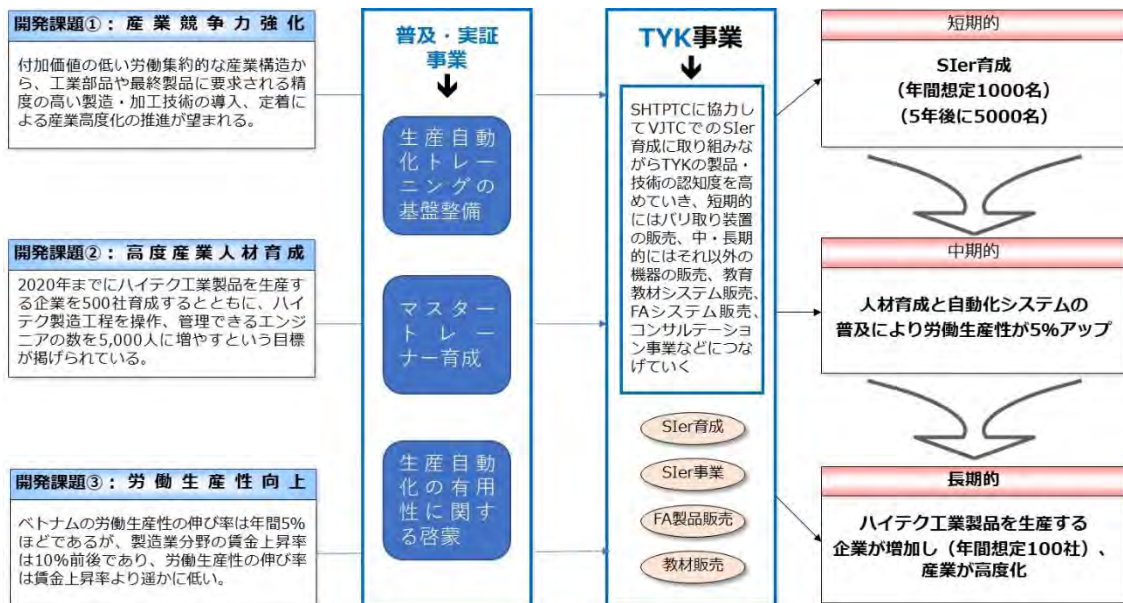 開発課題①：産業競争力強化
付加価値の低い労働集約的な産業構造か
ら、工業部品や最終製品に要求される精
度の高い製造・加工技術の導入、定着に
よる産業高度化の推進が望まれる。
開発課題②：高度産業人材育成
2020年までにハイテク工業製品を生産す
る企業を500社育成するとともに、ハイ
テク製造工程を操作、管理できるエンジ
ニアの数を5,000人に増やすという目標
が掲げられている。
開発課題③：労働生産性向上
ベトナムの労働生産性の伸び率は年間5%
ほどであるが、製造業分野の賃金上昇率
は10%前後であり、労働生産性の伸び率
は賃金上昇率より遥かに低い。
普及・実証
事業
生産自動
化トレー
ニングの
基盤整備
マスター
トレー
ナー育成
生産自動
化の有用
性に関す
る啓蒙
TYK事業
SHTPTCに協力し
てVJTCでのSIer
育成に取り組みな
がらTYKの製品・
技術の認知度を高
めていき、短期的
にはバリ取り装置
の販売、中・長期
的にはそれ以外の
機器の販売、教育
教材システム販売、
FAシステム販売、
コンサルテーショ
ン事業などにつな
げていく
SIer育成
SIer事業
FA製品販売
教材販売
短期的
SIer育成
（年間想定1000名）
（5年後に5000名）
中期的
人材育成と自動化システムの
普及により労働生産性が5%アップ
長期的
ハイテク工業製品を生産する
企業が増加し（年間想定100社）、
産業が高度化